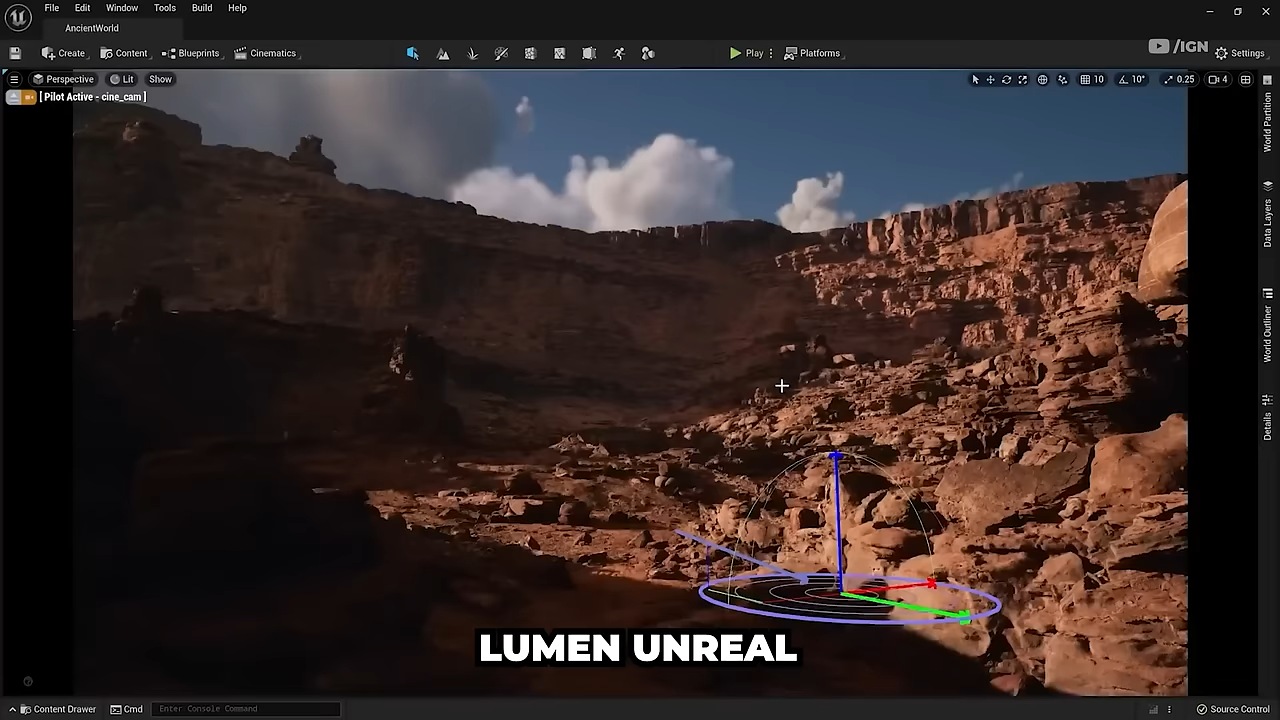 File Edit Window Tools Build Help
AncientWorld
Create Content Blueprints Cinematics Play Platforms /IGN Settings
Perspective Lit Show 10 10° 0.25 4
[ Pilot Active - cine_cam ]
World Partition
Data Layers
World Outliner
Details
LUMEN UNREAL
Content Drawer Cmd Enter Console Command Source Control